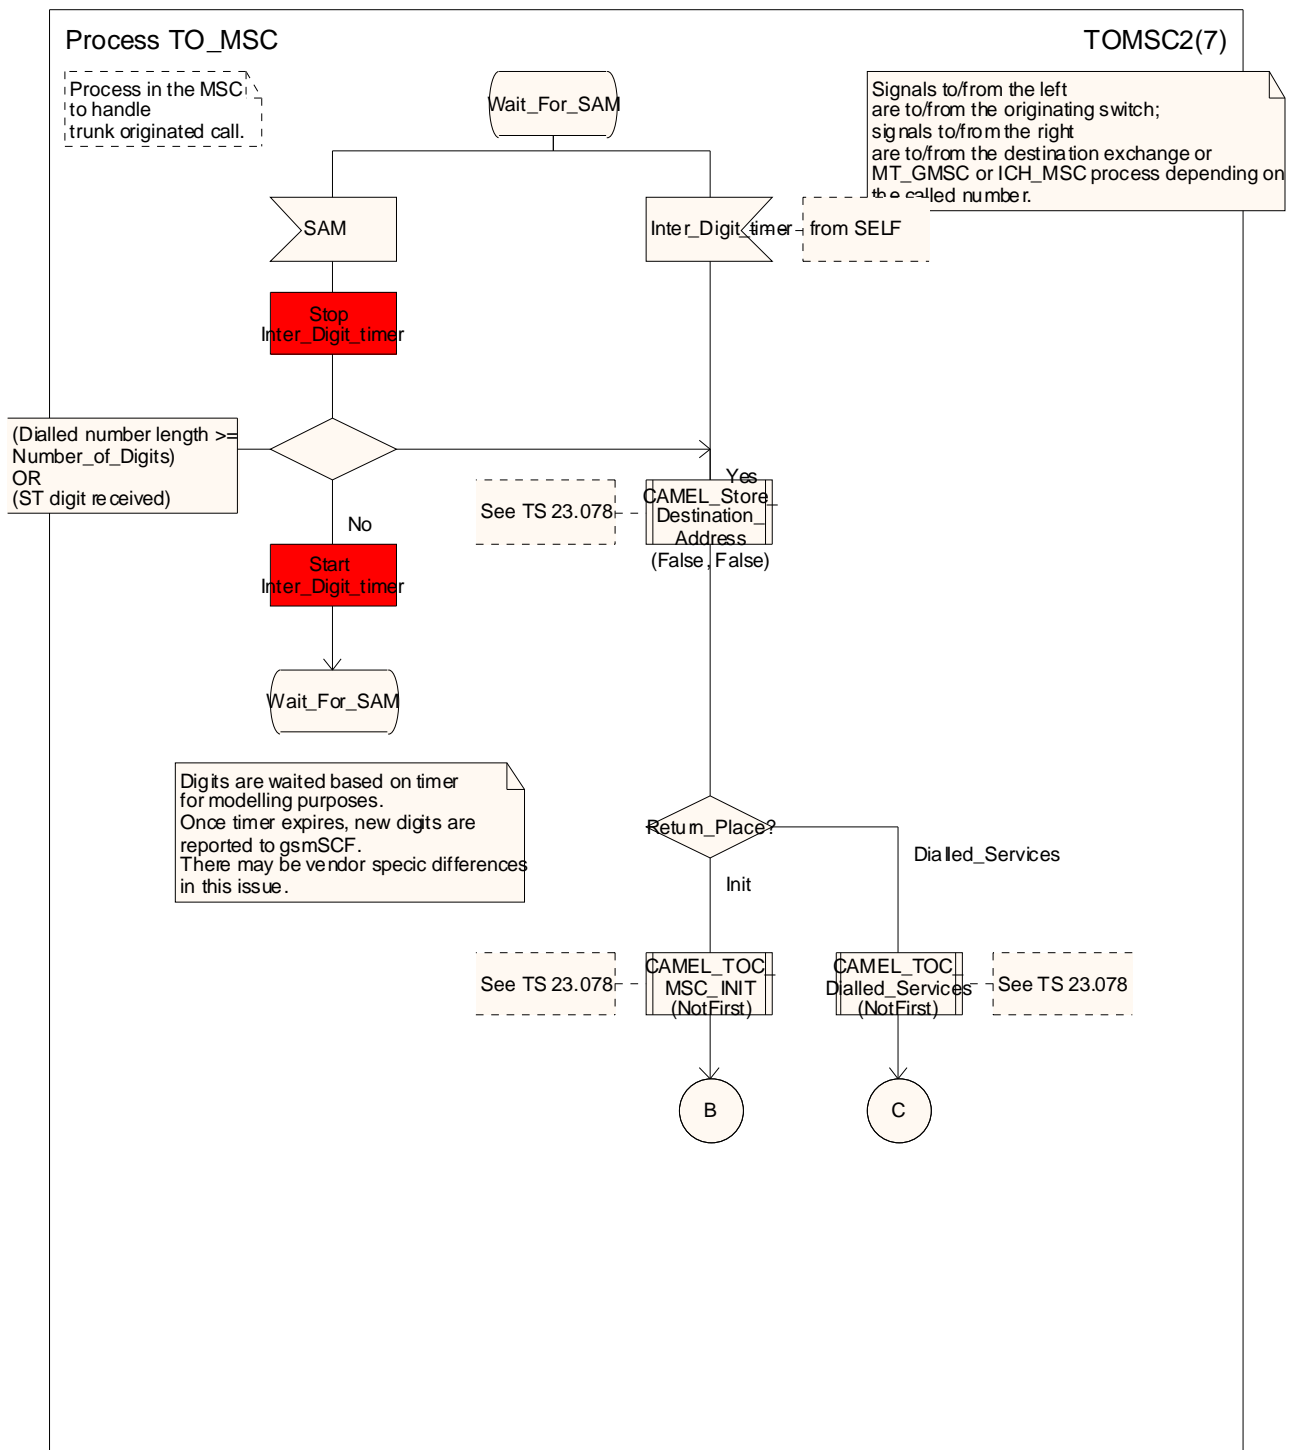 Process TO_MSC
TOMSC2(7)
Process in the MSC
to handle
trunk originated call.
Wait_For_SAM
Signals to/from the left
are to/from the originating switch;
signals to/from the right
are to/from the destination exchange or
MT_GMSC or ICH_MSC process depending on
the called number.
SAM
Inter_Digit_timer
from SELF
Stop
Inter_Digit_timer
(Dialled number length >=
Number_of_Digits)
OR
(ST digit received)
Yes
No
See TS 23.078
CAMEL_Store_
Destination_
Address
(False, False)
Start
Inter_Digit_timer
Wait_For_SAM
Digits are waited based on timer
for modelling purposes.
Once timer expires, new digits are
reported to gsmSCF.
There may be vendor specic differences
in this issue.
Return_Place?
Dialled_Services
Init
See TS 23.078
CAMEL_TOC_
MSC_INIT
(NotFirst)
CAMEL_TOC_
Dialled_Services
(NotFirst)
See TS 23.078
B
C